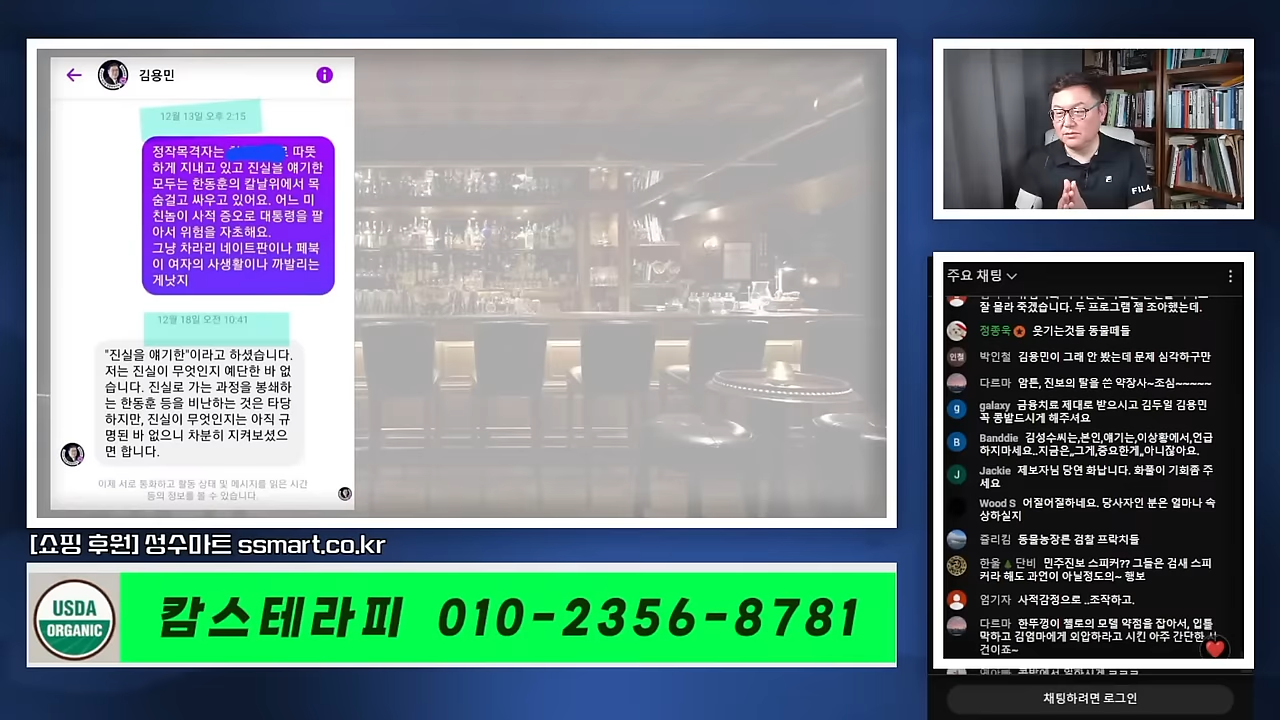 김용민
12월 13일 오후 2:15
정작목격자는 따뜻
하게 지내고 있고 진실을 얘기한
모두는 한동훈의 칼날위에서 목
숨걸고 싸우고 있어요. 어느 미
친놈이 사적 증오로 대통령을 팔
아서 위험을 자초해요.
그냥 차라리 네이트판이나 페북
이 여자의 사생활이나 까발리는
게낫지
12월 18일 오전 10:41
"진실을 얘기한"이라고 하셨습니다.
저는 진실이 무엇인지 예단한 바 없
습니다. 진실로 가는 과정을 봉쇄하
는 한동훈 등을 비난하는 것은 타당
하지만, 진실이 무엇인지는 아직 규
명된 바 없으니 차분히 지켜보셨으
면 합니다.
이제 서로 통화하고 활동 상태 및 메시지를 읽은 시간
등의 정보를 볼 수 있습니다.
[쇼핑 후원] 성수마트 ssmart.co.kr
USDA
ORGANIC
캄스테라피 010-2356-8781
FILA
주요 채팅
잘 몰라 죽겠습니다. 두 프로그램 젤 조아했는데.
정종욱 웃기는것들 동물떼들
인철 박인철 김용민이 그래 안 봤는데 문제 심각하구만
다르마 암튼, 진보의 탈을 쓴 약장사~조심~~~~~
g galaxy 금융치료 제대로 받으시고 김두일 김용민
꼭 콩밭드시게 해주셔요
B Banddie 김성수씨는,본인,얘기는,이상황에서,언급
하지마세요..지금은,,그게,중요한게,아니잖아요.
J Jackie 제보자님 당연 화납니다. 화풀이 기회좀 주
세요
Wood S 어질어질하네요. 당사자인 분은 얼마나 속
상하실지
쥴리킴 동물농장른 검찰 프락치들
한울🌲단비 민주진보 스피커?? 그들은 검새 스피
커라 해도 과언이 아닐정도의~ 행보
엄기자 사적감정으로 ..조작하고.
다르마 한뚜껑이 첼로의 모델 약점을 잡아서, 입틀
막하고 김엄마에게 외압하라고 시킨 아주 간단한 사
건이죠~
채팅하려면 로그인